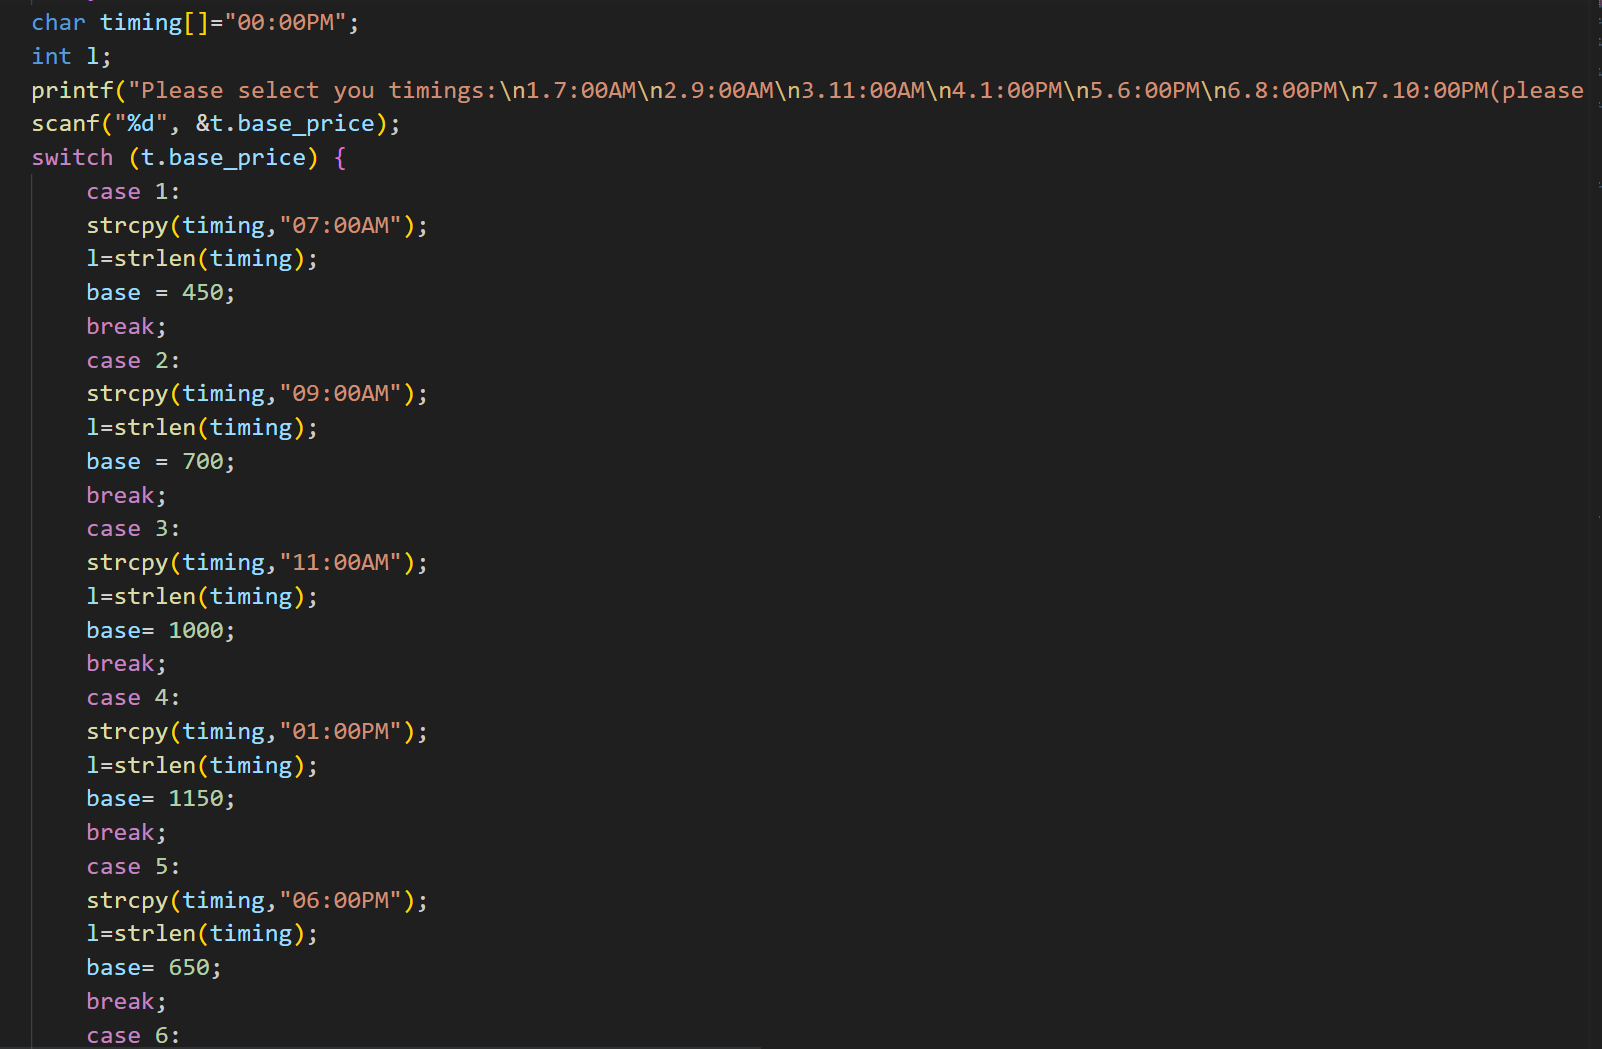 char timing[]="00:00PM";
int l;
printf("Please select you timings:\n1.7:00AM\n2.9:00AM\n3.11:00AM\n4.1:00PM\n5.6:00PM\n6.8:00PM\n7.10:00PM(please
scanf("%d", &t.base_price);
switch (t.base_price) {
case 1:
strcpy(timing,"07:00AM");
l=strlen(timing);
base = 450;
break;
case 2:
strcpy(timing,"09:00AM");
l=strlen(timing);
base = 700;
break;
case 3:
strcpy(timing,"11:00AM");
l=strlen(timing);
base= 1000;
break;
case 4:
strcpy(timing,"01:00PM");
l=strlen(timing);
base= 1150;
break;
case 5:
strcpy(timing,"06:00PM");
l=strlen(timing);
base= 650;
break;
case 6: